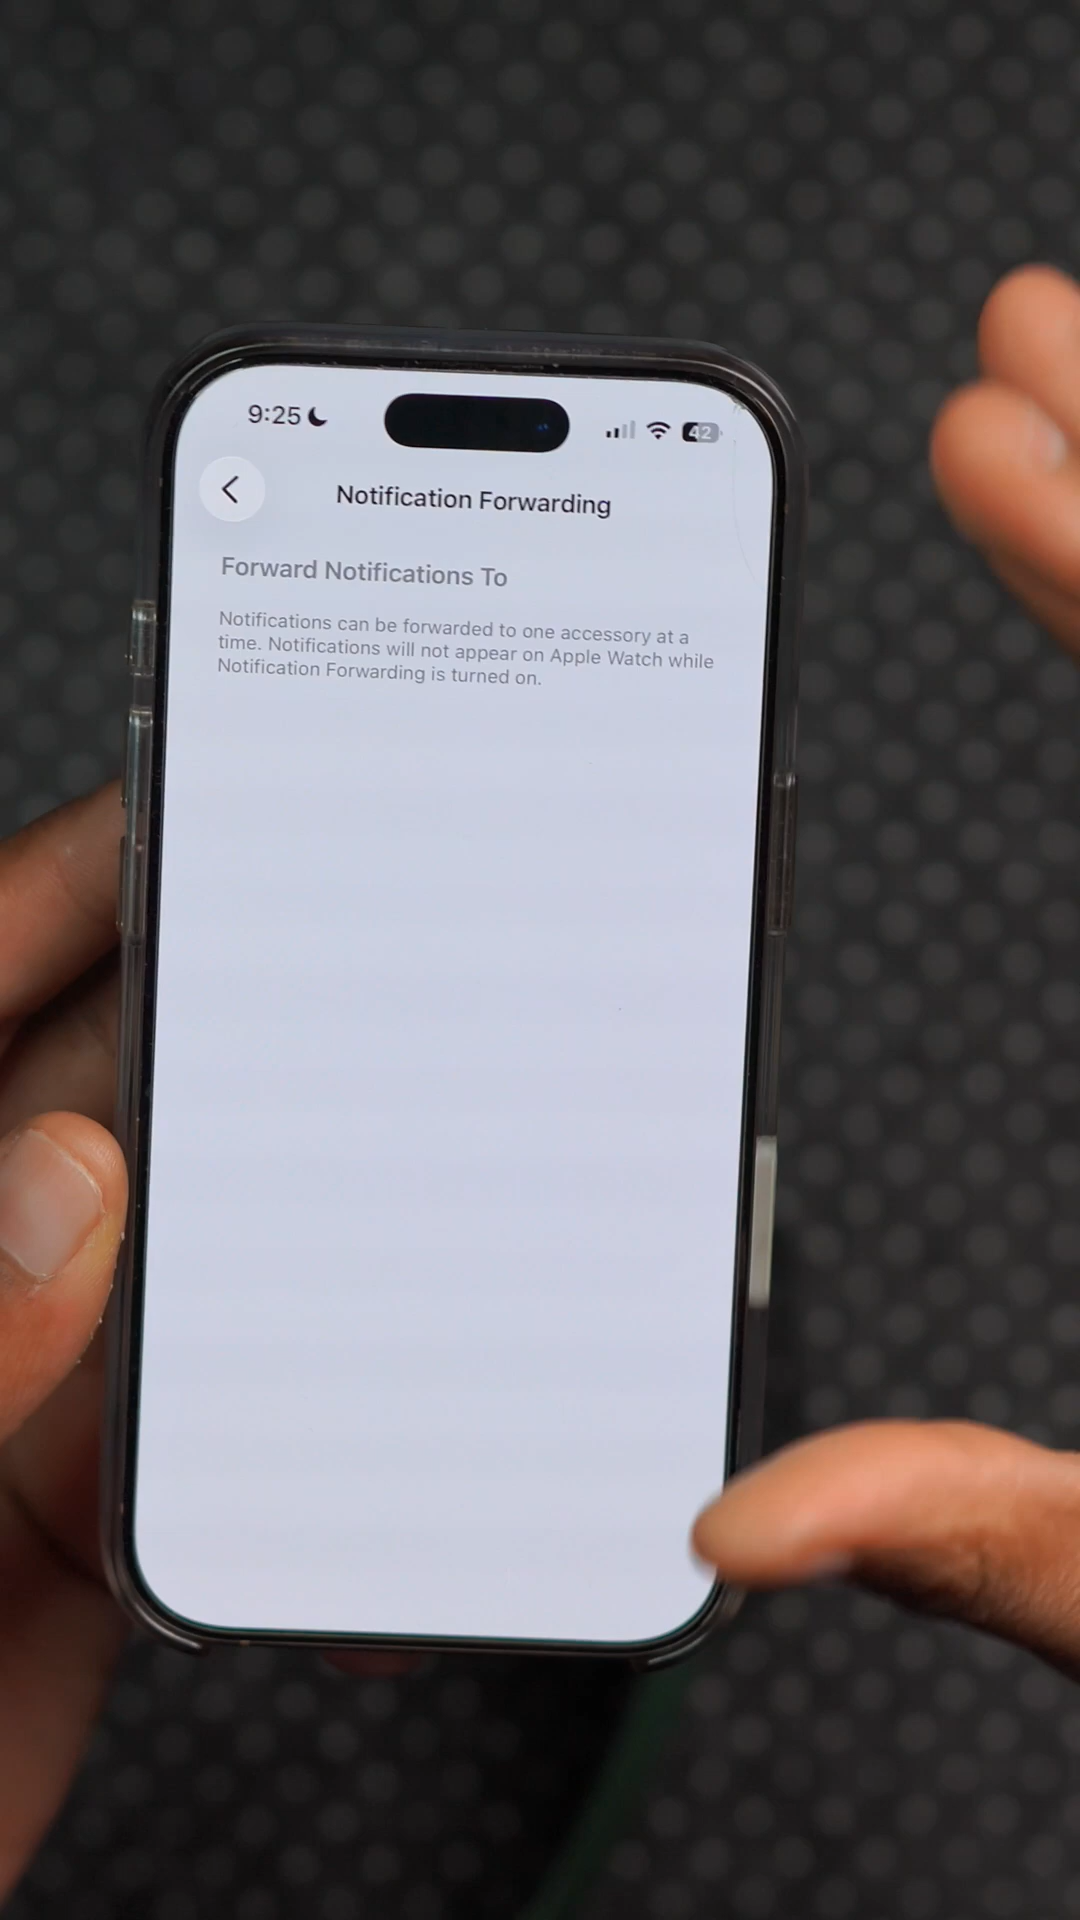 9:25
42
Notification Forwarding
Forward Notifications To
Notifications can be forwarded to one accessory at a
time. Notifications will not appear on Apple Watch while
Notification Forwarding is turned on.